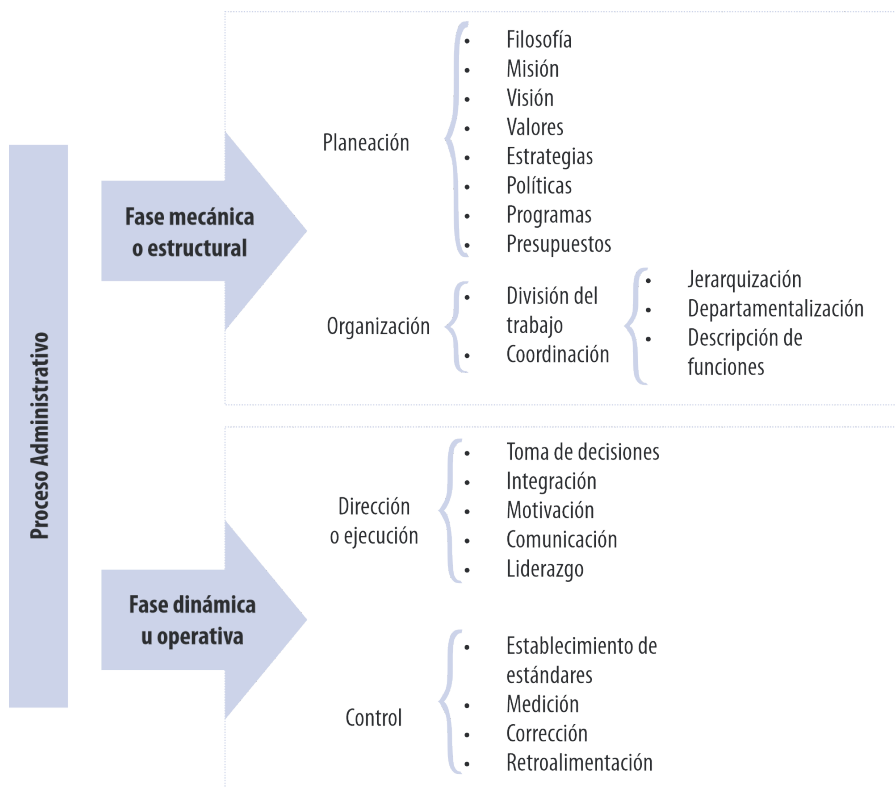 Proceso Administrativo
Fase mecánica
o estructural
Planeación
• Filosofía
• Misión
• Visión
• Valores
• Estrategias
• Políticas
• Programas
• Presupuestos
Organización
• División del
trabajo
• Coordinación
• Jerarquización
• Departamentalización
• Descripción de
funciones
Fase dinámica
u operativa
Dirección
o ejecución
• Toma de decisiones
• Integración
• Motivación
• Comunicación
• Liderazgo
Control
• Establecimiento de
estándares
• Medición
• Corrección
• Retroalimentación